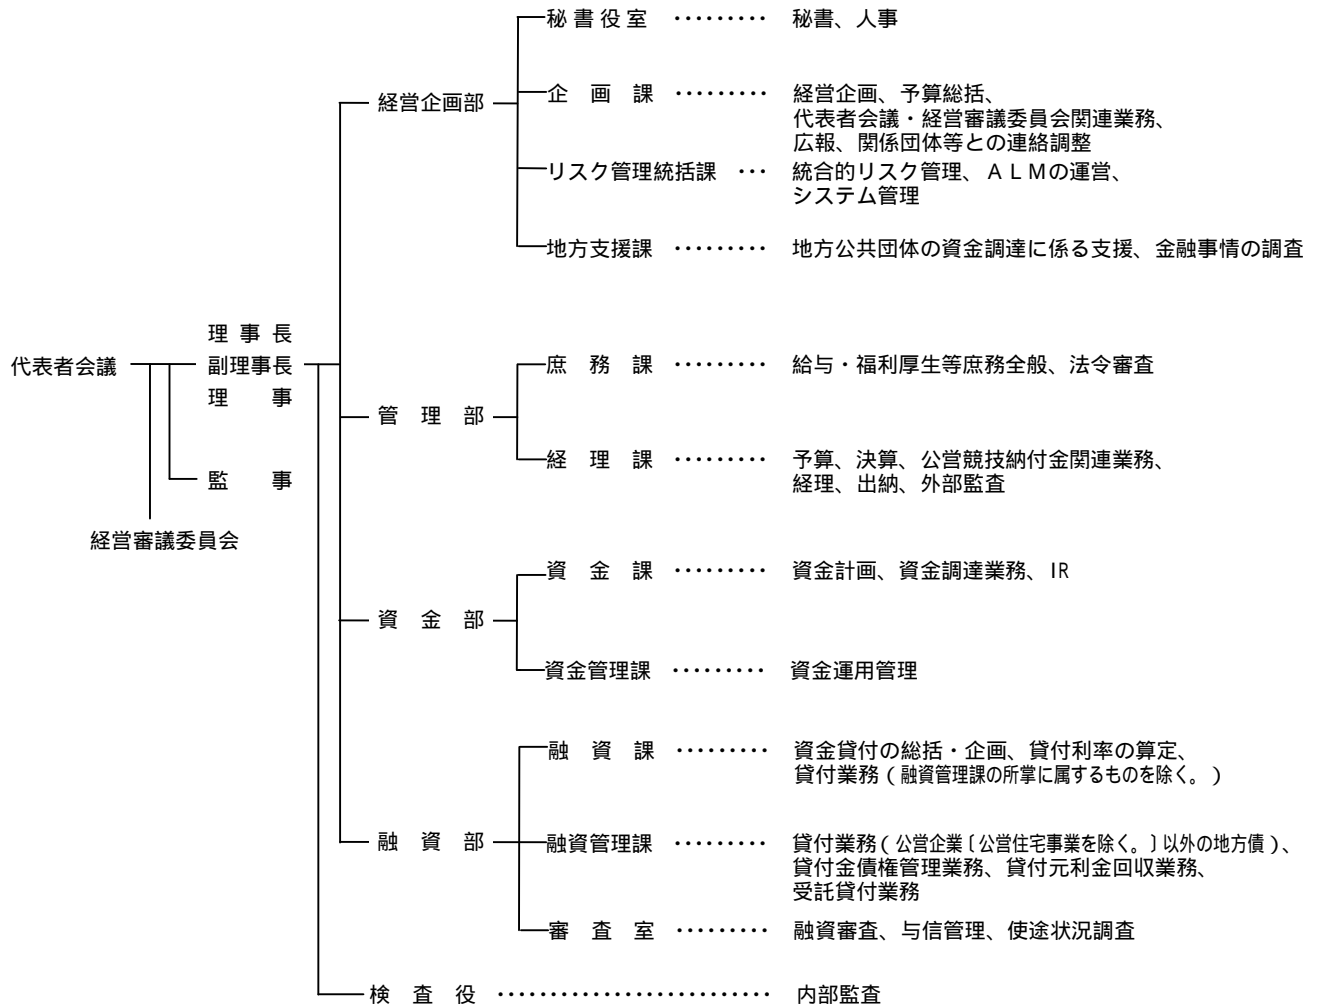 代表者会議
理事長
副理事長
理事
監事
経営審議委員会
経営企画部
秘書役室 ・・・・・・・・・ 秘書、人事
企画課 ・・・・・・・・・ 経営企画、予算総括、
代表者会議・経営審議委員会関連業務、
広報、関係団体等との連絡調整
リスク管理統括課 ・・・ 統合的リスク管理、ＡＬＭの運営、
システム管理
地方支援課 ・・・・・・・・・ 地方公共団体の資金調達に係る支援、金融事情の調査
管理部
庶務課 ・・・・・・・・・ 給与・福利厚生等庶務全般、法令審査
経理課 ・・・・・・・・・ 予算、決算、公営競技納付金関連業務、
経理、出納、外部監査
資金部
資金課 ・・・・・・・・・ 資金計画、資金調達業務、IR
資金管理課 ・・・・・・・・・ 資金運用管理
融資部
融資課 ・・・・・・・・・ 資金貸付の総括・企画、貸付利率の算定、
貸付業務（融資管理課の所掌に属するものを除く。）
融資管理課 ・・・・・・・・・ 貸付業務（公営企業〔公営住宅事業を除く。〕以外の地方債）、
貸付金債権管理業務、貸付元利金回収業務、
受託貸付業務
審査室 ・・・・・・・・・ 融資審査、与信管理、使途状況調査
検査役 ・・・・・・・・・・・・・・・・・・・・・・・・・・ 内部監査